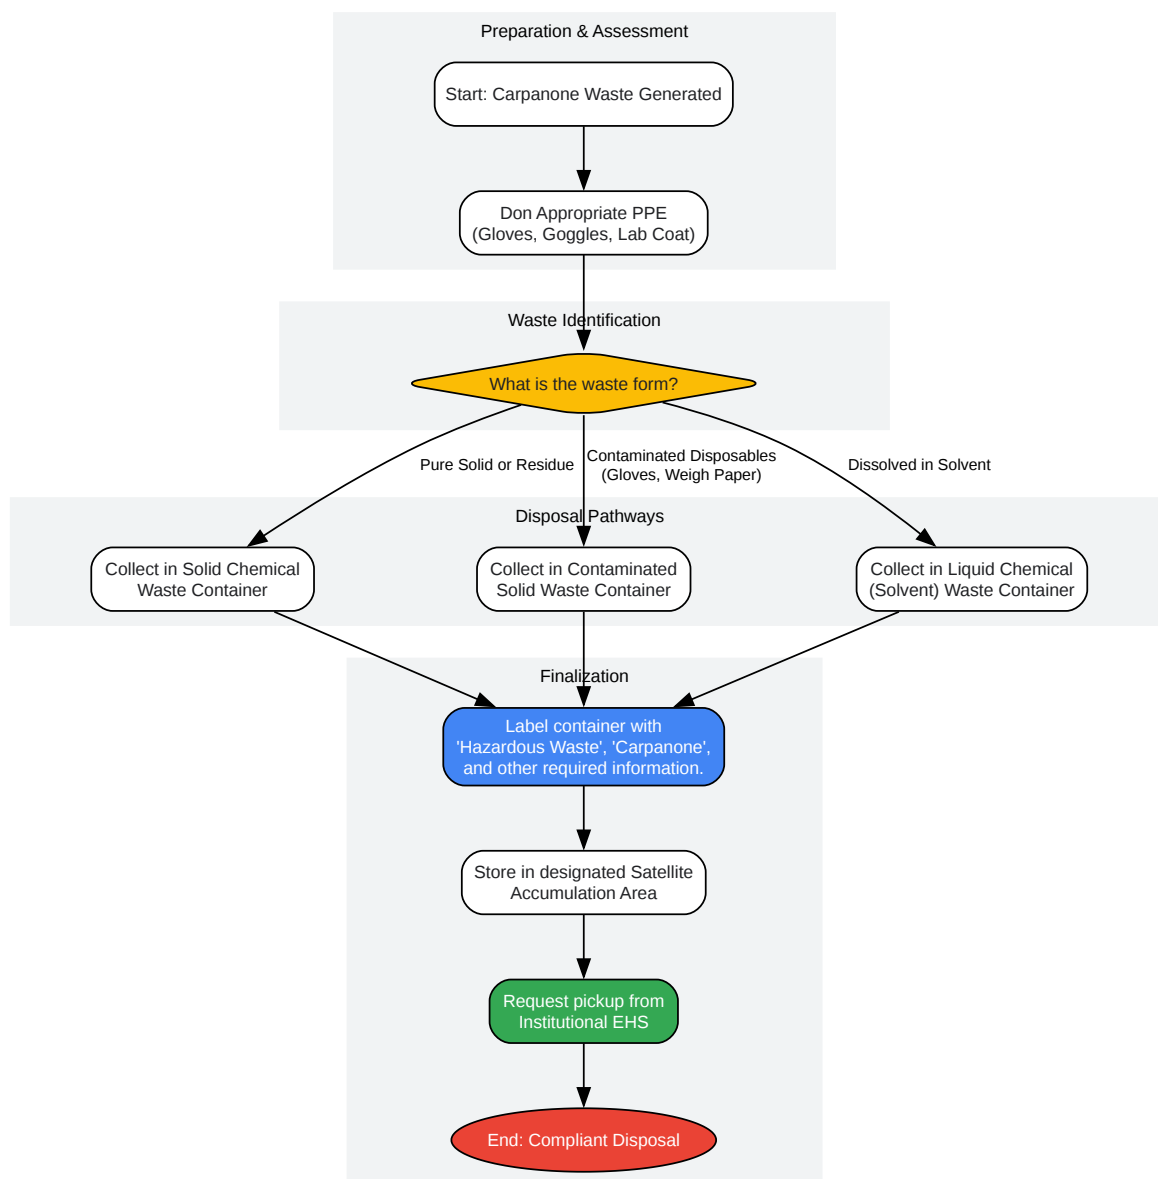 Preparation & Assessment
Start: Carpanone Waste Generated
Don Appropriate PPE
(Gloves, Goggles, Lab Coat)
Waste Identification
What is the waste form?
Pure Solid or Residue
Contaminated Disposables
(Gloves, Weigh Paper)
Dissolved in Solvent
Disposal Pathways
Collect in Solid Chemical
Waste Container
Collect in Contaminated
Solid Waste Container
Collect in Liquid Chemical
(Solvent) Waste Container
Finalization
Label container with
'Hazardous Waste', 'Carpanone',
and other required information.
Store in designated Satellite
Accumulation Area
Request pickup from
Institutional EHS
End: Compliant Disposal